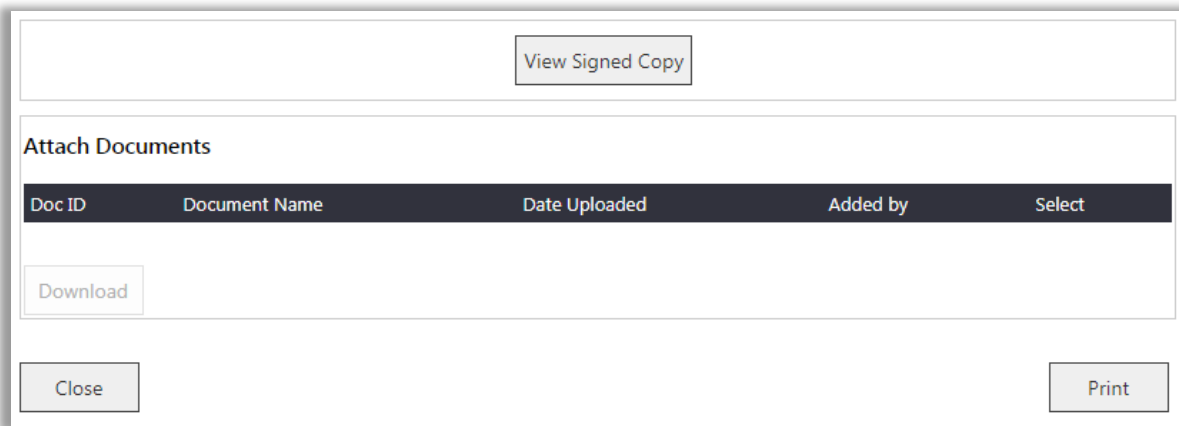 View Signed Copy
Attach Documents
Doc ID Document Name Date Uploaded Added by Select
Download
Close Print